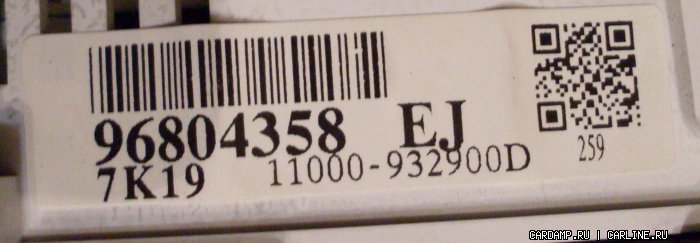 96804358 EJ
7K19 11000-932900D
259
CARDAMP.RU | CARLINE.RU